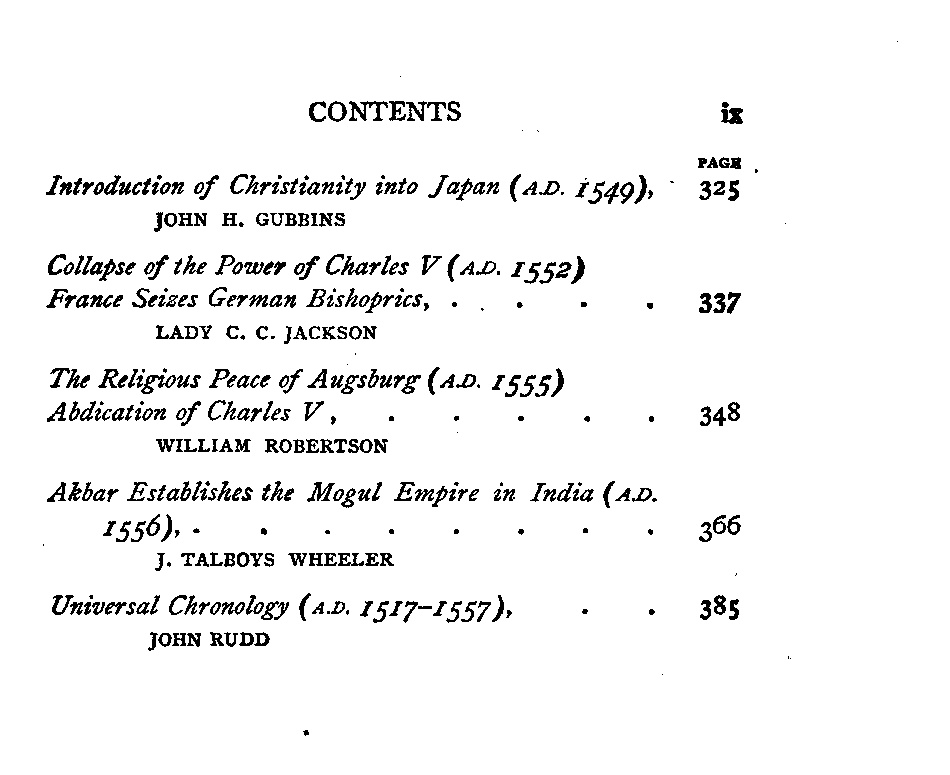 CONTENTS ix
PAGE
Introduction of Christianity into Japan (A.D. 1549), 325
JOHN H. GUBBINS
Collapse of the Power of Charles V (A.D. 1552)
France Seizes German Bishoprics, . . . . . 337
LADY C. C. JACKSON
The Religious Peace of Augsburg (A.D. 1555)
Abdication of Charles V, . . . . . 348
WILLIAM ROBERTSON
Akbar Establishes the Mogul Empire in India (A.D.
1556), . . . . . . . . 366
J. TALBOYS WHEELER
Universal Chronology (A.D. 1517–1557), . . 385
JOHN RUDD